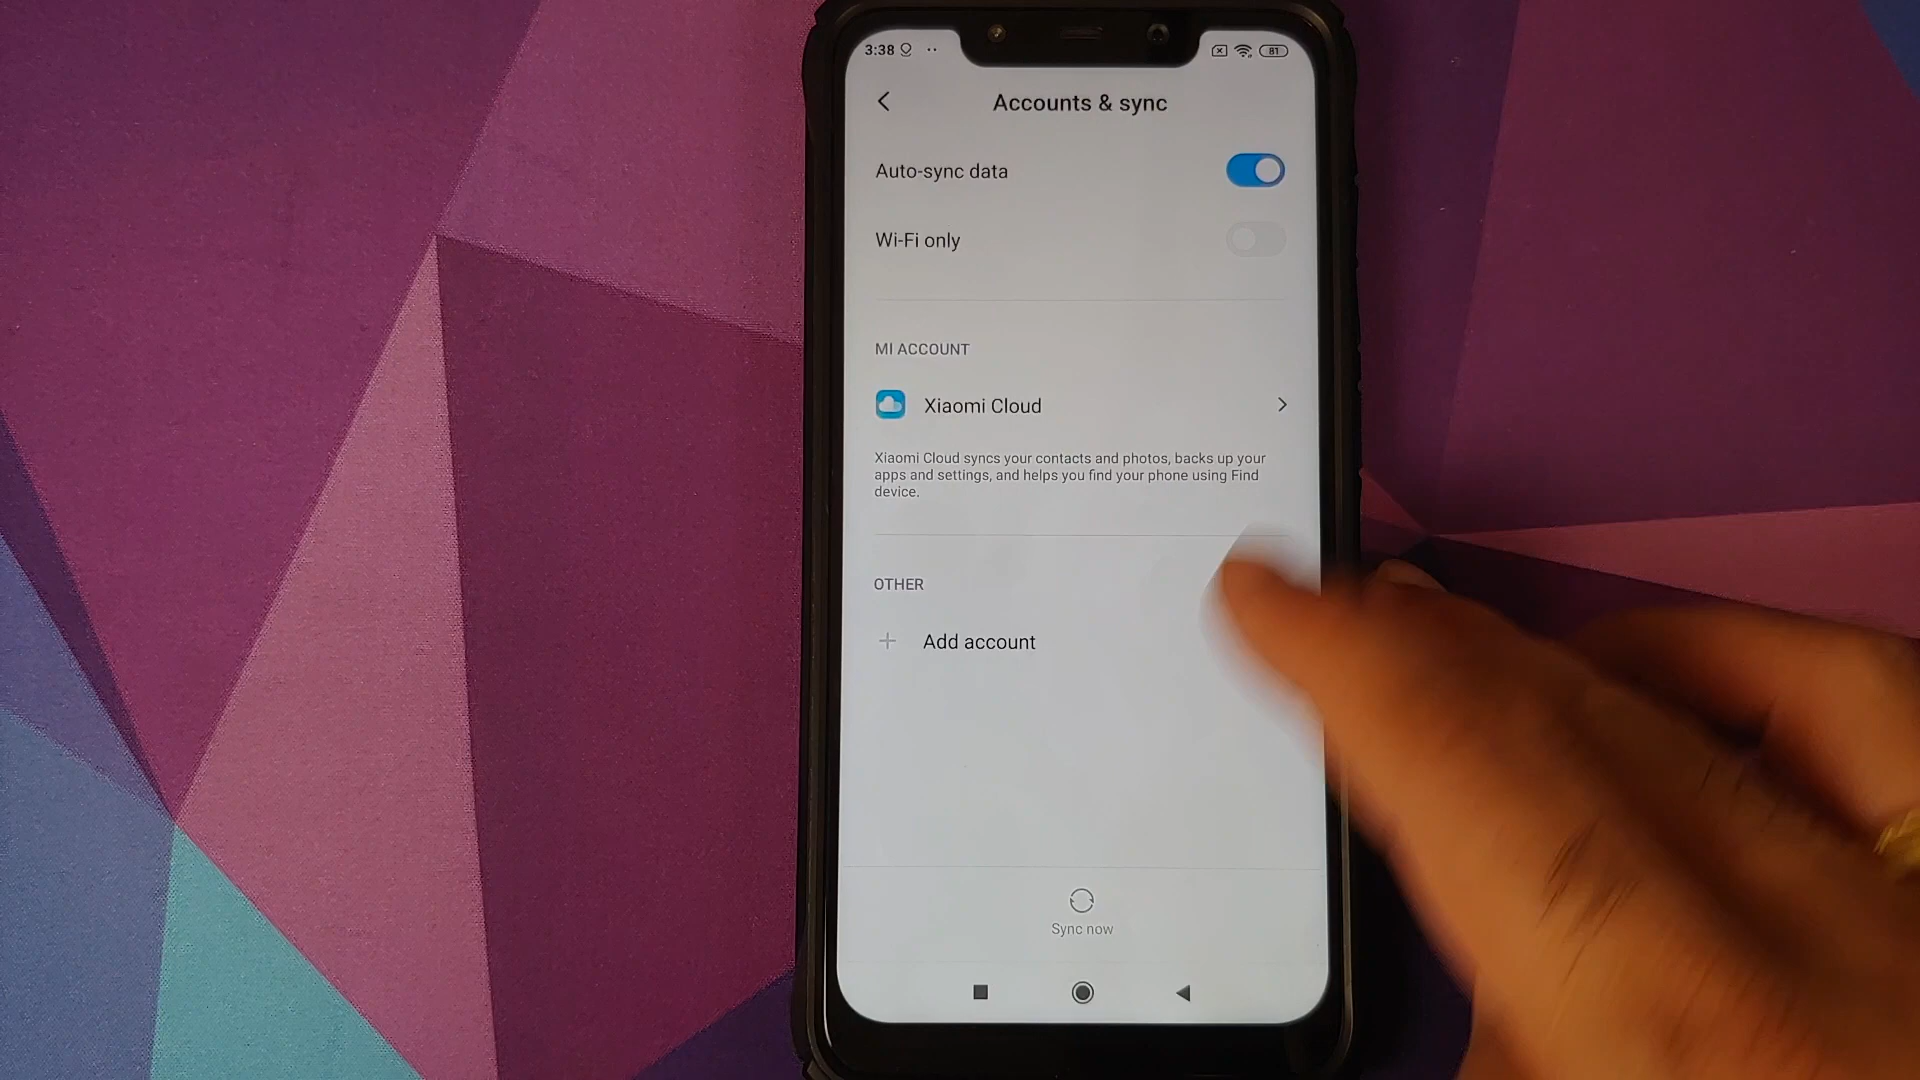 3:38
81
Accounts & sync
Auto-sync data
Wi-Fi only
MI ACCOUNT
Xiaomi Cloud
Xiaomi Cloud syncs your contacts and photos, backs up your
apps and settings, and helps you find your phone using Find
device.
OTHER
Add account
Sync now